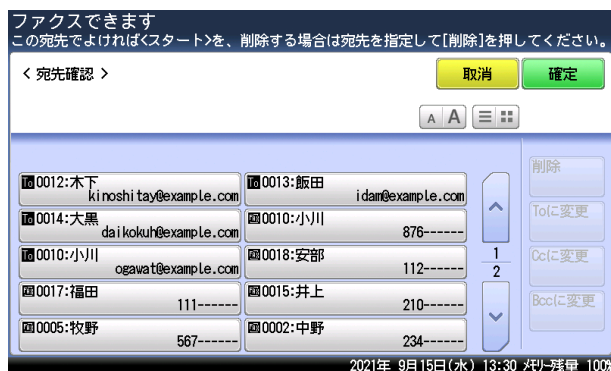 ファクスできます
この宛先でよければ<スタート>を、削除する場合は宛先を指定して[削除]を押してください。
< 宛先確認 >
取消
確定
A A
削除
To 0012:木下
kinoshitay@example.com
To 0013:飯田
idam@example.com
To 0014:大黒
daikokuh@example.com
0010:小川
876------
Toに変更
To 0010:小川
ogawat@example.com
0018:安部
112------
1
2
Ccに変更
0017:福田
111------
0015:井上
210------
Bccに変更
0005:牧野
567------
0002:中野
234------
2021年 9月15日(水) 13:30 メモリー残量 100%